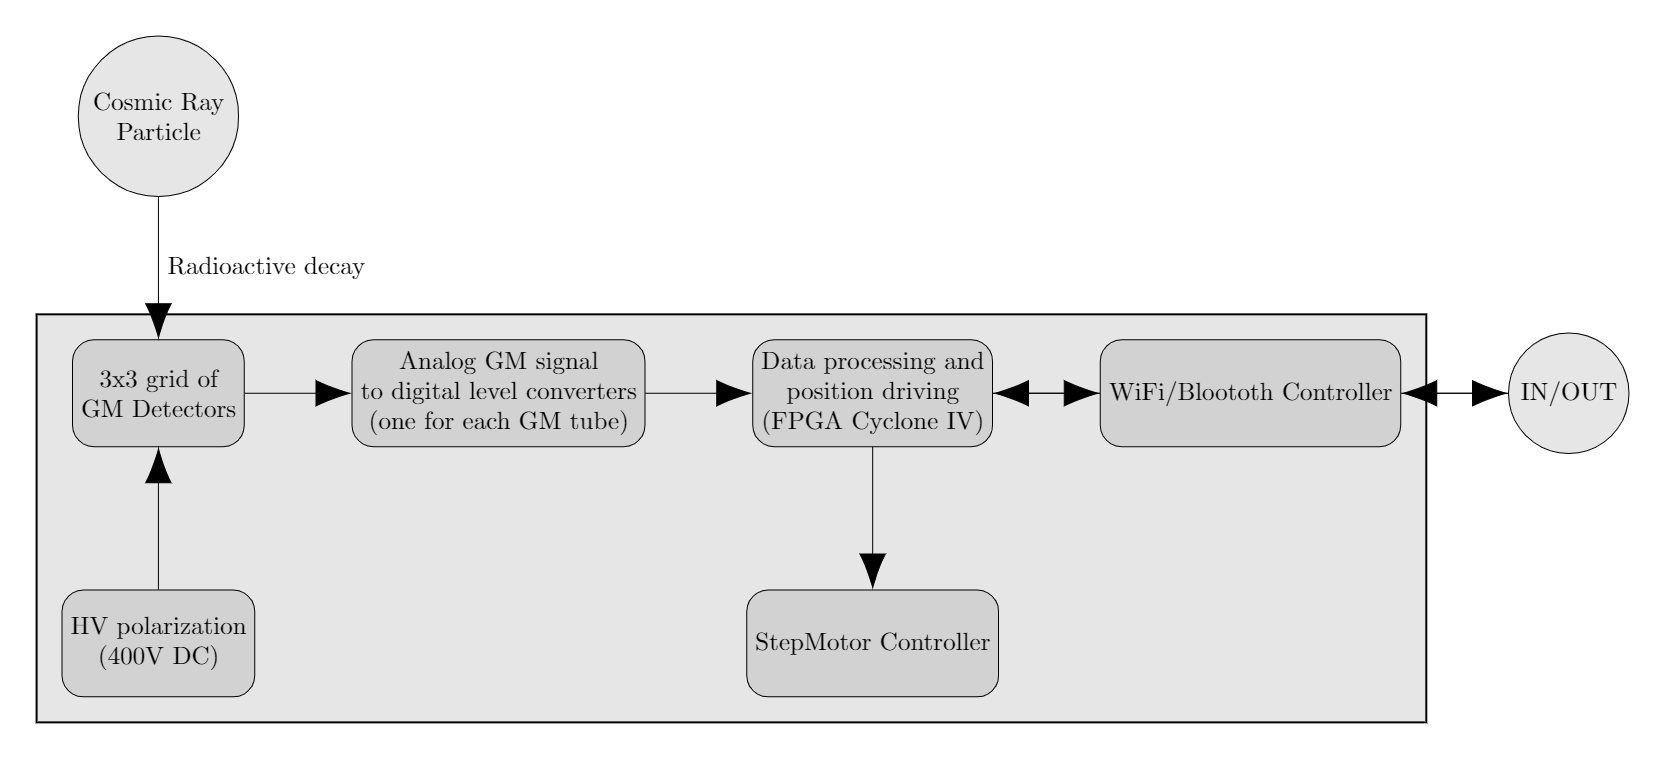 Cosmic Ray
Particle
Radioactive decay
3x3 grid of
GM Detectors
Analog GM signal
to digital level converters
(one for each GM tube)
Data processing and
position driving
(FPGA Cyclone IV)
WiFi/Bloototh Controller
IN/OUT
HV polarization
(400V DC)
StepMotor Controller